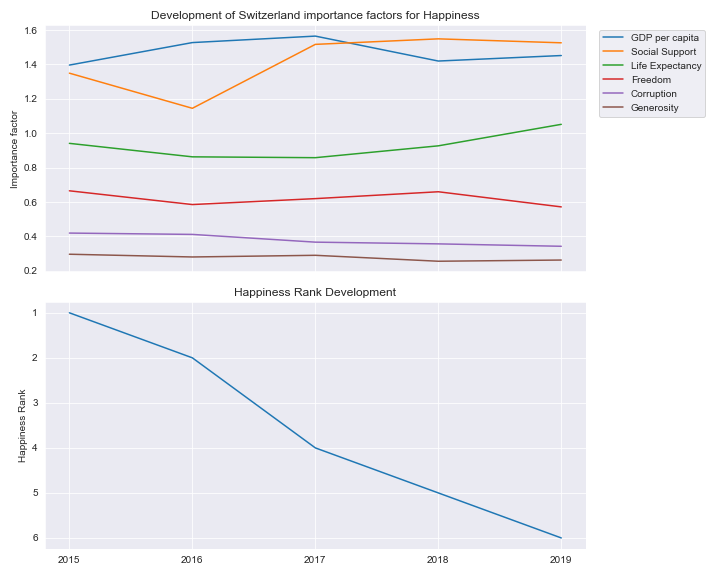 Development of Switzerland importance factors for Happiness
1.6
1.4
1.2
1.0
0.8
0.6
0.4
0.2
Importance factor
GDP per capita
Social Support
Life Expectancy
Freedom
Corruption
Generosity
Happiness Rank Development
1
2
3
4
5
6
Happiness Rank
2015 2016 2017 2018 2019